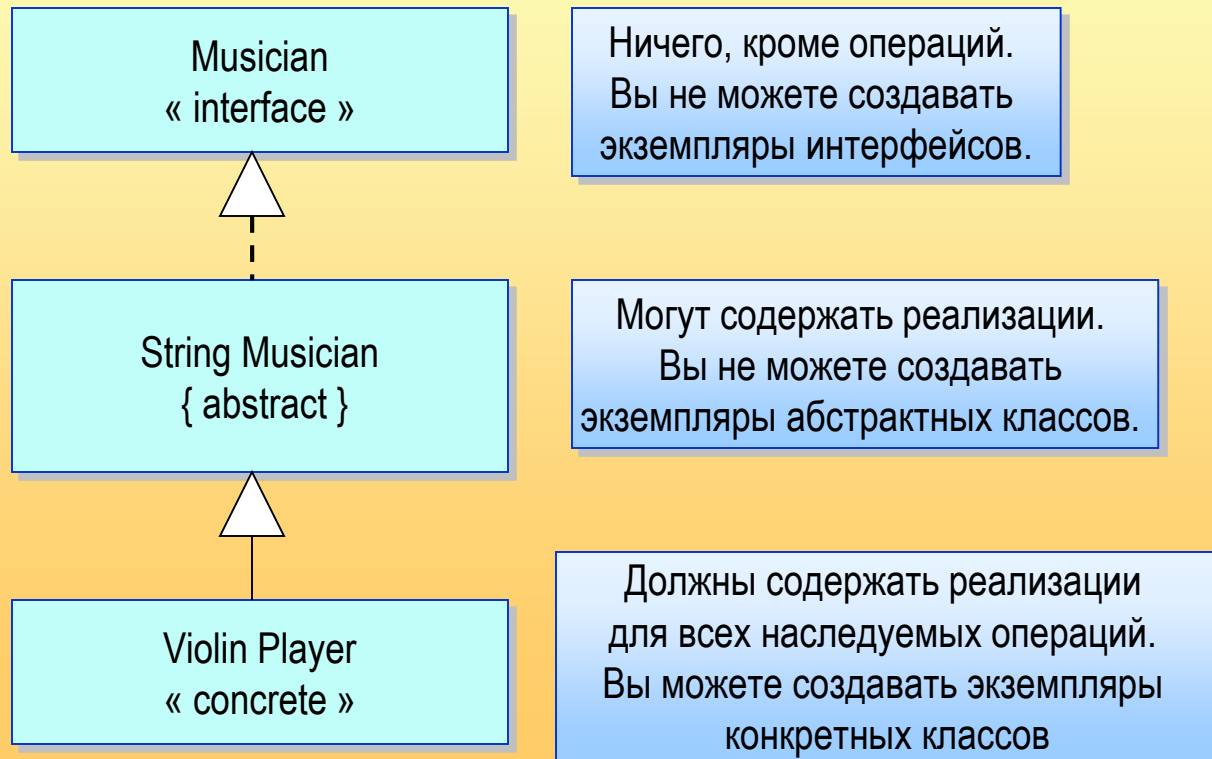 Musician
« interface »
Ничего, кроме операций.
Вы не можете создавать
экземпляры интерфейсов.
String Musician
{ abstract }
Могут содержать реализации.
Вы не можете создавать
экземпляры абстрактных классов.
Violin Player
« concrete »
Должны содержать реализации
для всех наследуемых операций.
Вы можете создавать экземпляры
конкретных классов